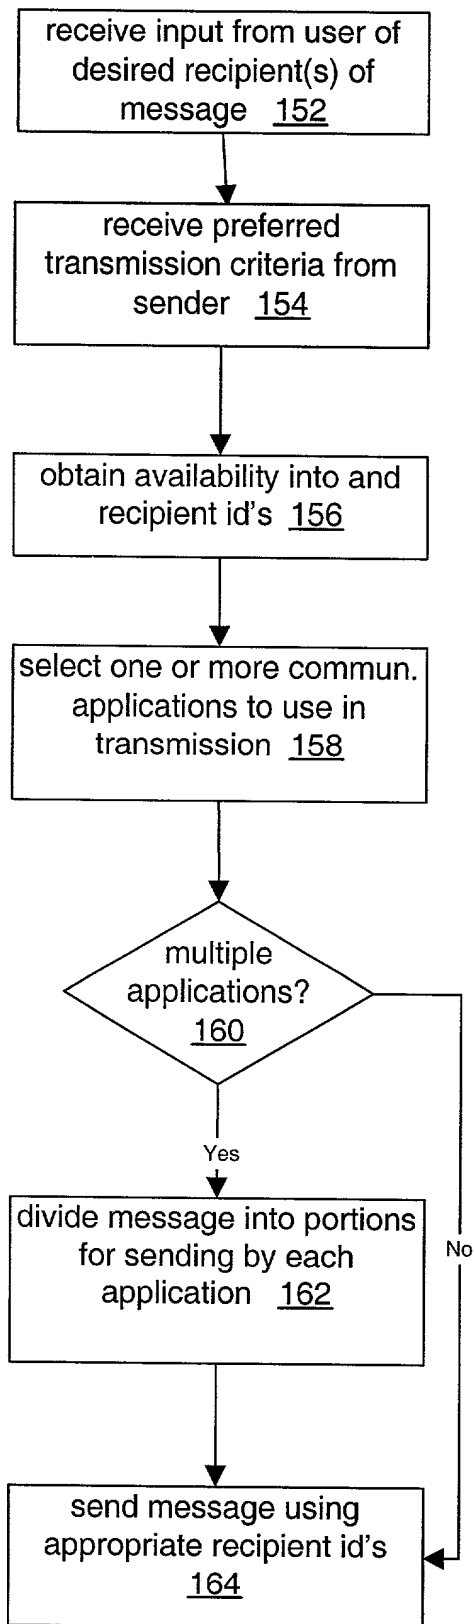 receive input from user of
desired recipient(s) of
message 152
receive preferred
transmission criteria from
sender 154
obtain availability into and
recipient id's 156
select one or more commun.
applications to use in
transmission 158
multiple
applications?
160
Yes
divide message into portions
for sending by each
application 162
No
send message using
appropriate recipient id's
164